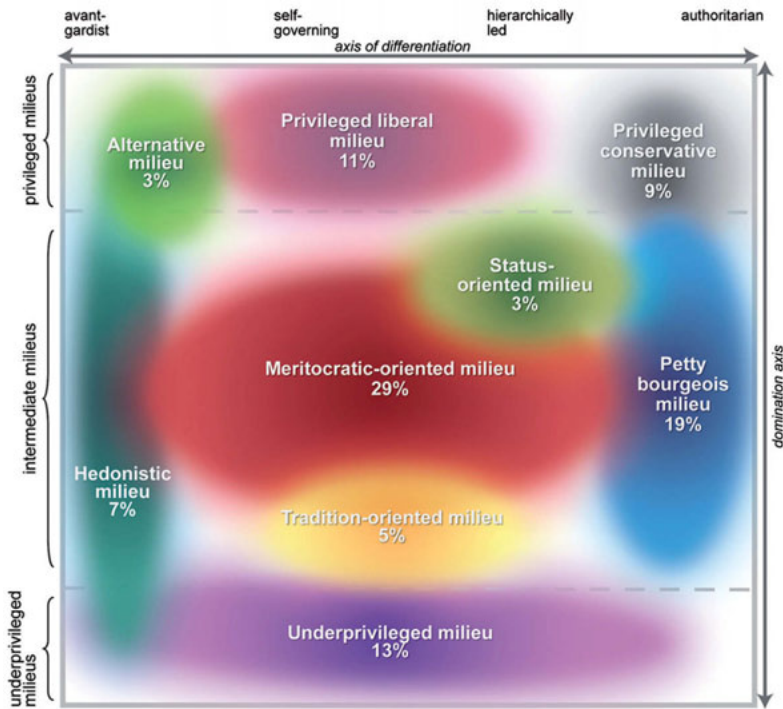 avant-
gardist
self-
governing
hierarchically
led
authoritarian
axis of differentiation
privileged milieus
Alternative
milieu
3%
Privileged liberal
milieu
11%
Privileged
conservative
milieu
9%
Status-
oriented milieu
3%
intermediate milieus
Meritocratic-oriented milieu
29%
Petty
bourgeois
milieu
19%
domination axis
Hedonistic
milieu
7%
Tradition-oriented milieu
5%
underprivileged
milieus
Underprivileged milieu
13%